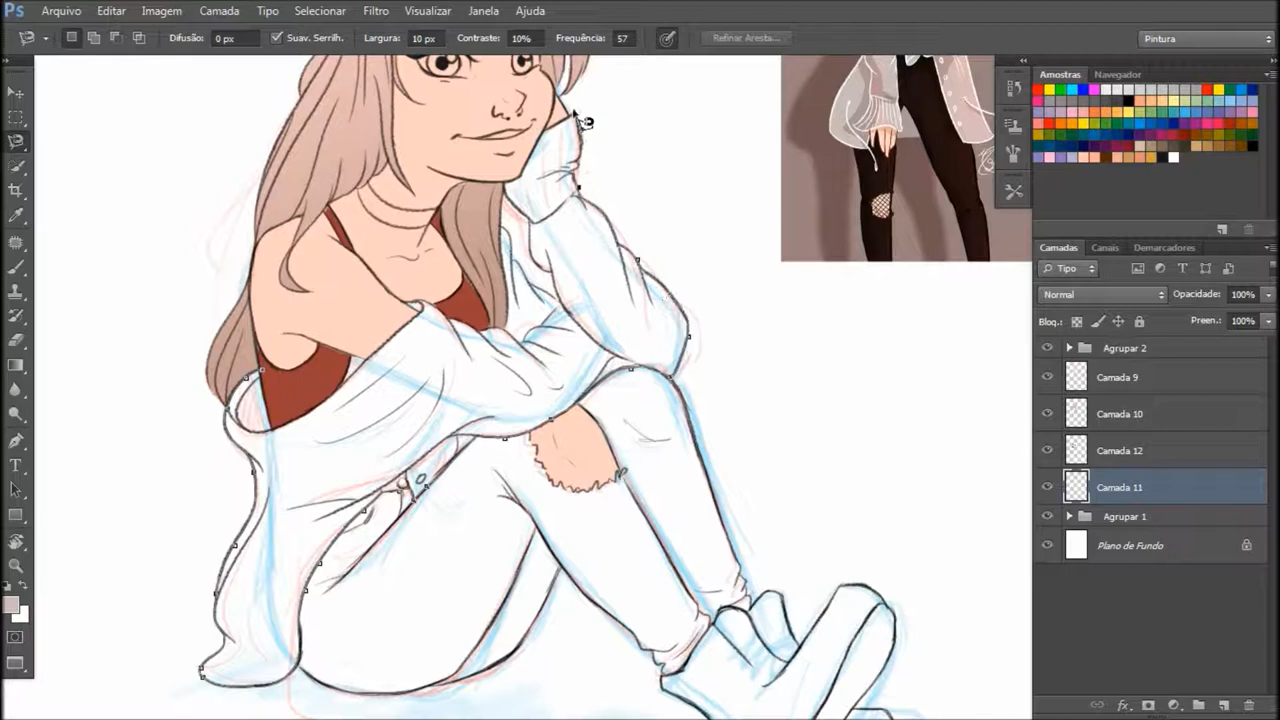 Ps Arquivo Editar Imagem Camada Tipo Selecionar Filtro Visualizar Janela Ajuda
Difusão: 0 px Suav. Serrilh. Largura: 10 px Contraste: 10% Frequência: 57 Refinar Aresta... Pintura
Amostras Navegador
Camadas Canais Demarcadores
Tipo
Normal Opacidade: 100%
Bloq.: Preen.: 100%
Agrupar 2
Camada 9
Camada 10
Camada 12
Camada 11
Agrupar 1
Plano de Fundo